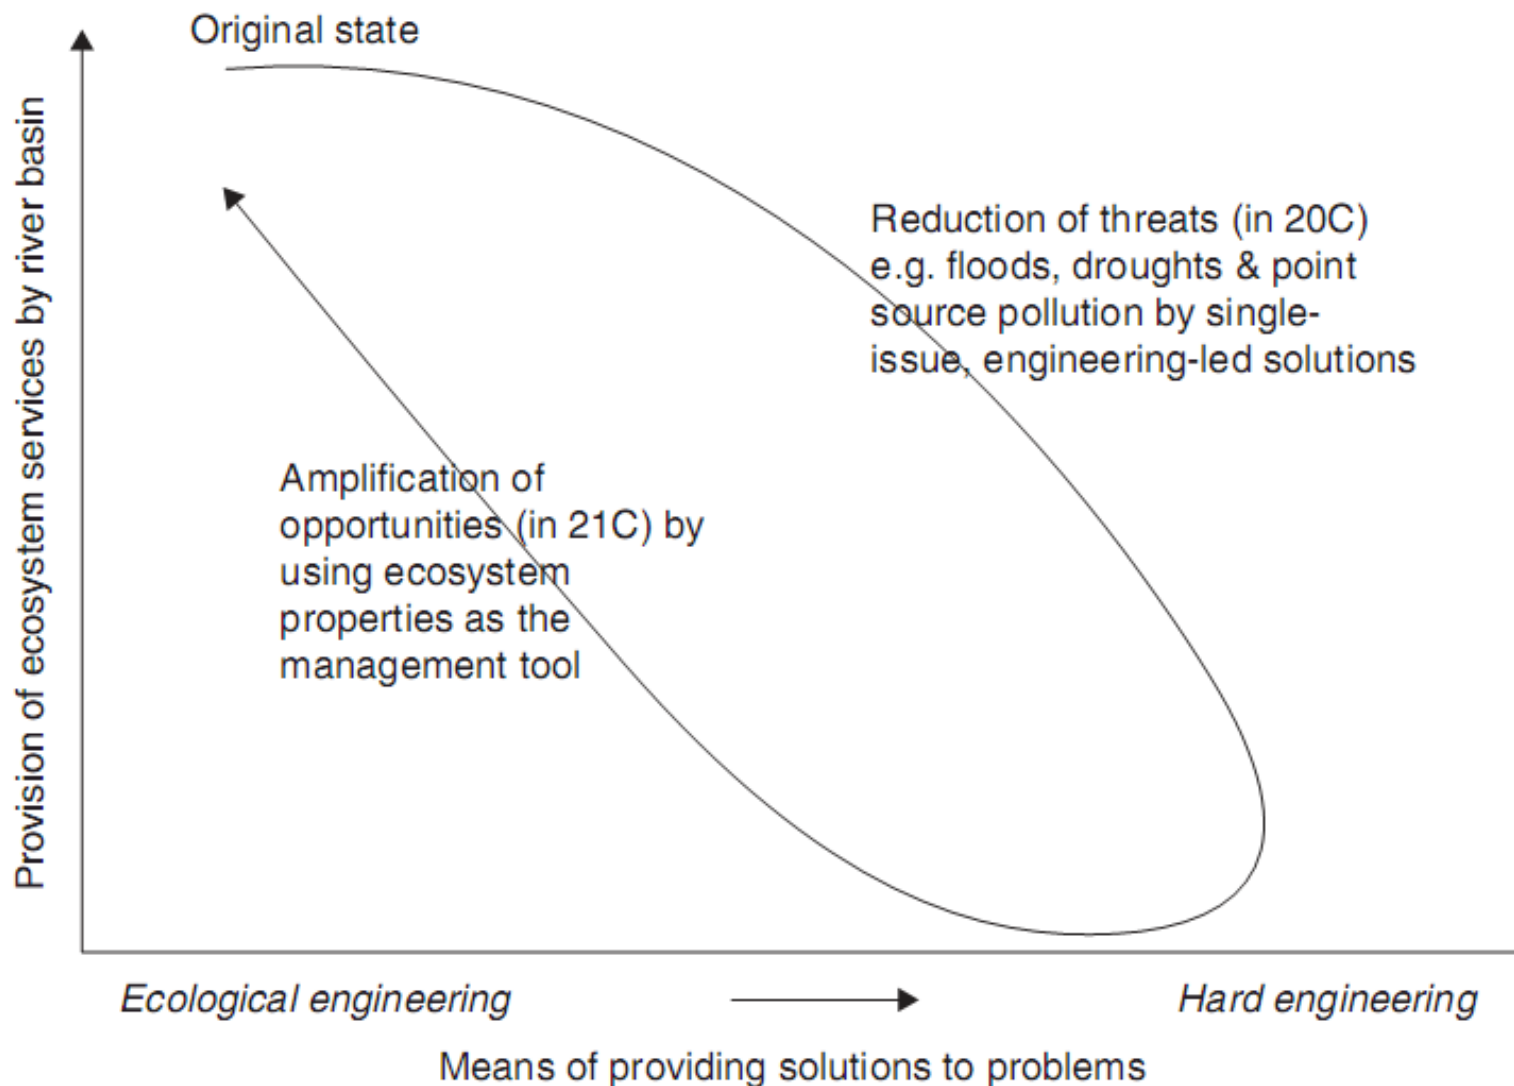 Original state
Provision of ecosystem services by river basin
Reduction of threats (in 20C)
e.g. floods, droughts & point
source pollution by single-
issue, engineering-led solutions
Amplification of
opportunities (in 21C) by
using ecosystem
properties as the
management tool
Ecological engineering
Hard engineering
Means of providing solutions to problems